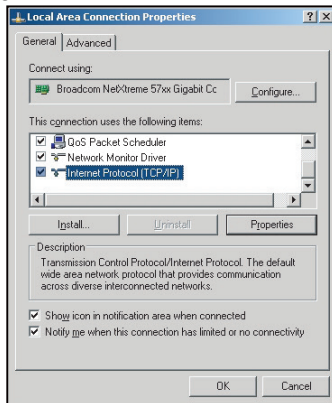 Local Area Connection Properties
General Advanced
Connect using:
Broadcom NetXtreme 57xx Gigabit Cc
Configure...
This connection uses the following items:
QoS Packet Scheduler
Network Monitor Driver
Internet Protocol (TCP/IP)
Install... Uninstall Properties
Description
Transmission Control Protocol/Internet Protocol. The default
wide area network protocol that provides communication
across diverse interconnected networks.
Show icon in notification area when connected
Notify me when this connection has limited or no connectivity
OK Cancel